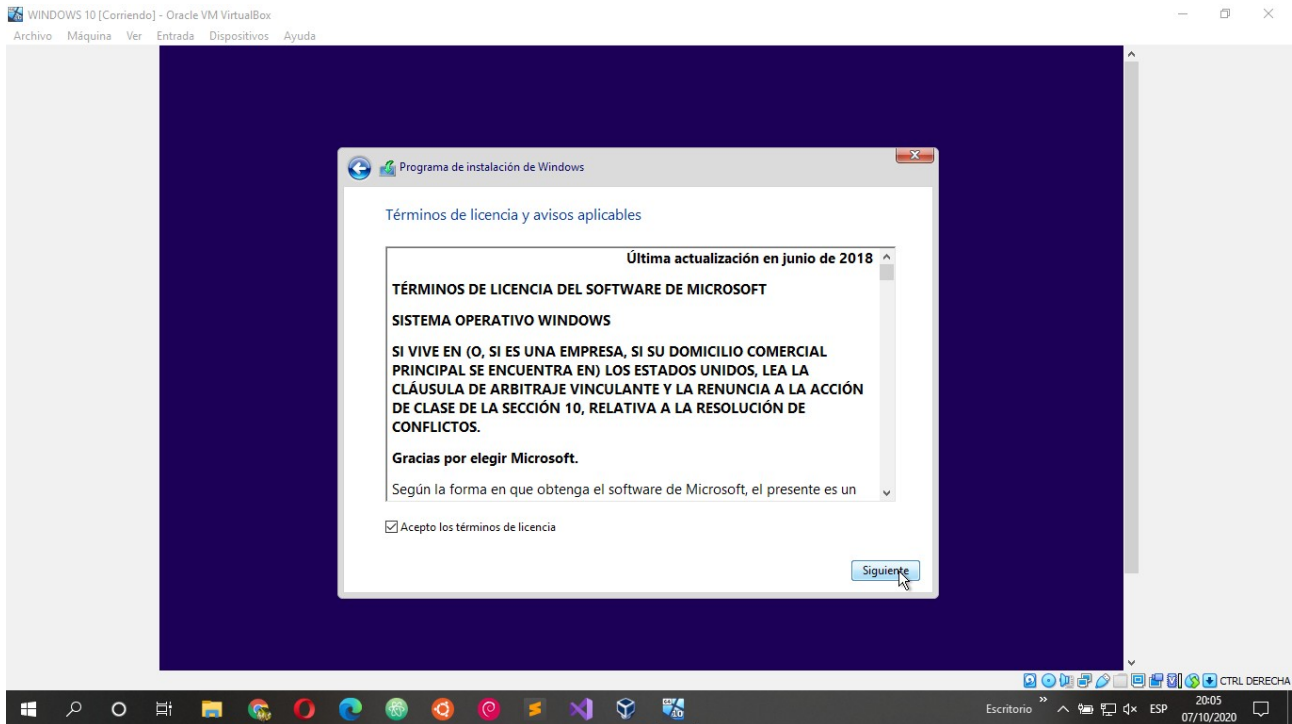 WINDOWS 10 [Corriendo] - Oracle VM VirtualBox
Archivo Máquina Ver Entrada Dispositivos Ayuda
Programa de instalación de Windows
Términos de licencia y avisos aplicables
Última actualización en junio de 2018
TÉRMINOS DE LICENCIA DEL SOFTWARE DE MICROSOFT
SISTEMA OPERATIVO WINDOWS
SI VIVE EN (O, SI ES UNA EMPRESA, SI SU DOMICILIO COMERCIAL
PRINCIPAL SE ENCUENTRA EN) LOS ESTADOS UNIDOS, LEA LA
CLÁUSULA DE ARBITRAJE VINCULANTE Y LA RENUNCIA A LA ACCIÓN
DE CLASE DE LA SECCIÓN 10, RELATIVA A LA RESOLUCIÓN DE
CONFLICTOS.
Gracias por elegir Microsoft.
Según la forma en que obtenga el software de Microsoft, el presente es un
Acepto los términos de licencia
Siguiente
CTRL DERECHA
Escritorio
ESP
20:05
07/10/2020